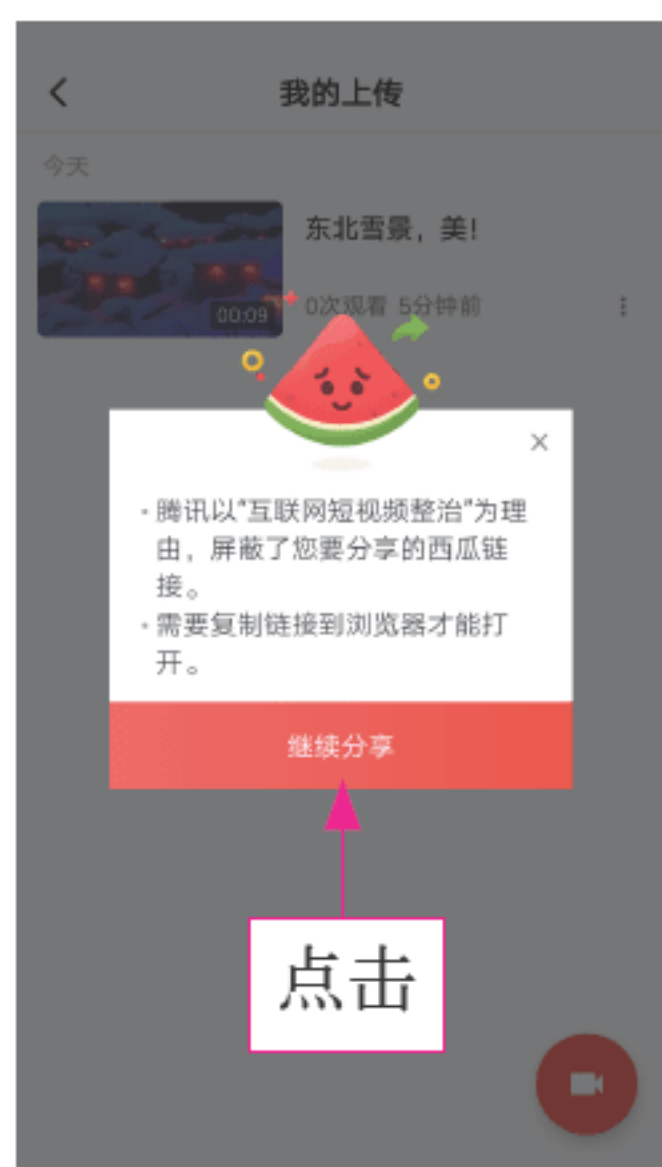 我的上传
今天
东北雪景，美！
00:09
0次观看 5分钟前
·腾讯以“互联网短视频整治”为理
由，屏蔽了您要分享的西瓜链
接。
·需要复制链接到浏览器才能打
开。
继续分享
点击